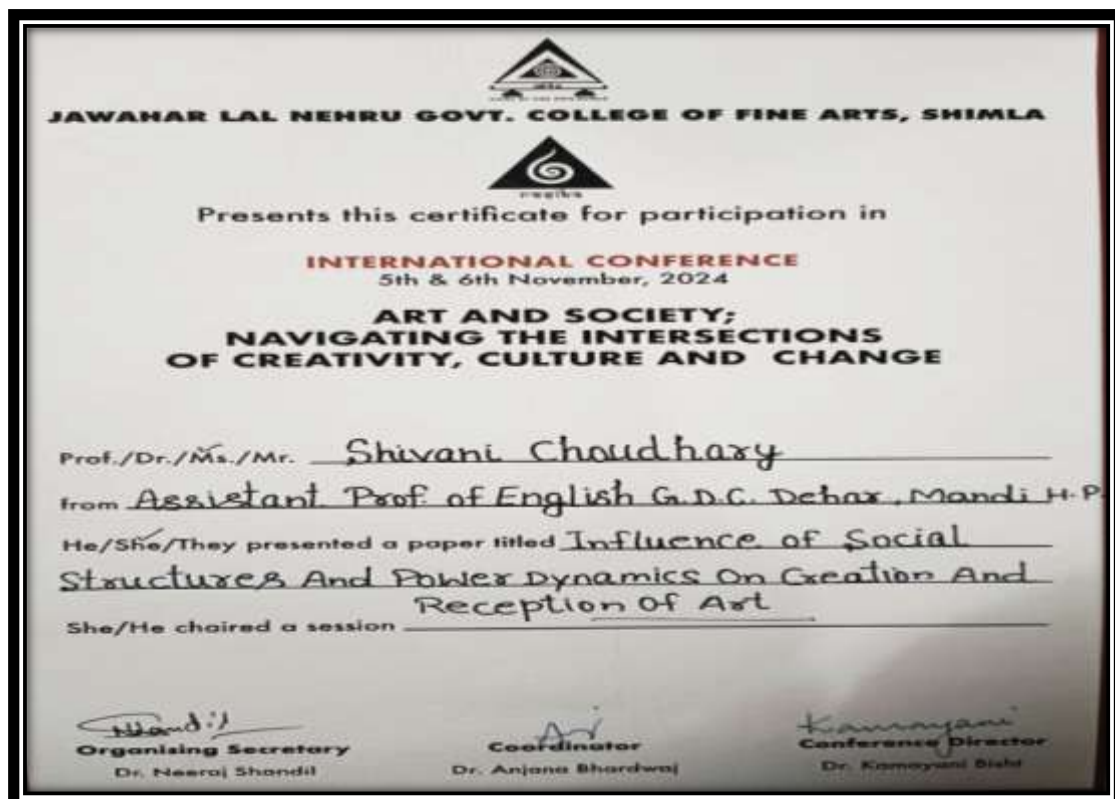 JAWAHAR LAL NEHRU GOVT. COLLEGE OF FINE ARTS, SHIMLA
Presents this certificate for participation in
INTERNATIONAL CONFERENCE
5th & 6th November, 2024
ART AND SOCIETY;
NAVIGATING THE INTERSECTIONS
OF CREATIVITY, CULTURE AND CHANGE
Prof./Dr./Ms./Mr. Shivani Choudhary
from Assistant Prof. of English G.D.C. Dehar, Mandi H.P.
He/She/They presented a paper titled Influence of Social
Structures And Power Dynamics On Creation And
Reception Of Art
She/He chaired a session
Kamayani
Organising Secretary Coordinator Conference Director
Dr. Neeraj Shandil Dr. Anjana Bhardwaj Dr. Kamayani Bisht